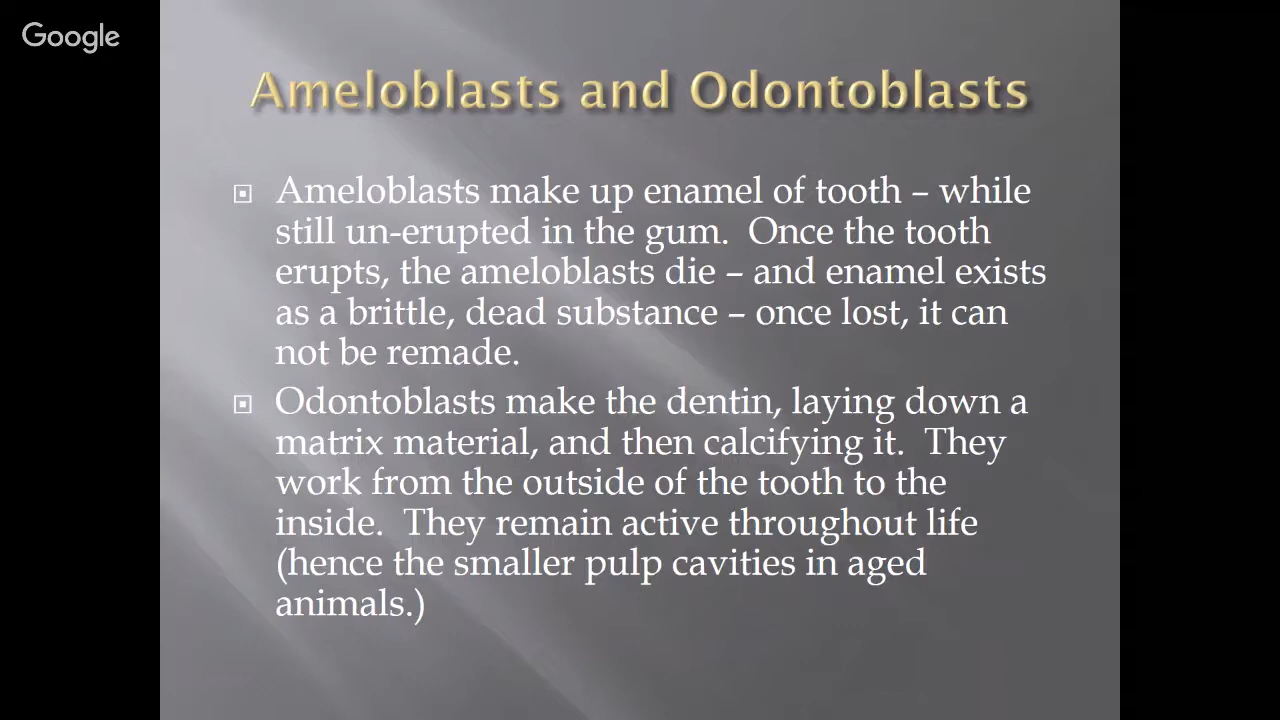 Google
Ameloblasts and Odontoblasts
Ameloblasts make up enamel of tooth – while
still un-erupted in the gum.  Once the tooth
erupts, the ameloblasts die – and enamel exists
as a brittle, dead substance – once lost, it can
not be remade.
Odontoblasts make the dentin, laying down a
matrix material, and then calcifying it.  They
work from the outside of the tooth to the
inside.  They remain active throughout life
(hence the smaller pulp cavities in aged
animals.)